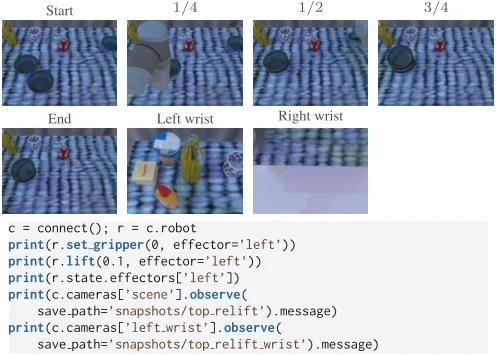 Start
1/4
1/2
3/4
End
Left wrist
Right wrist
c = connect(); r = c.robot
print(r.set_gripper(0, effector='left'))
print(r.lift(0.1, effector='left'))
print(r.state.effectors['left'])
print(c.cameras['scene'].observe(
    save_path='snapshots/top_relift').message)
print(c.cameras['left_wrist'].observe(
    save_path='snapshots/top_relift_wrist').message)